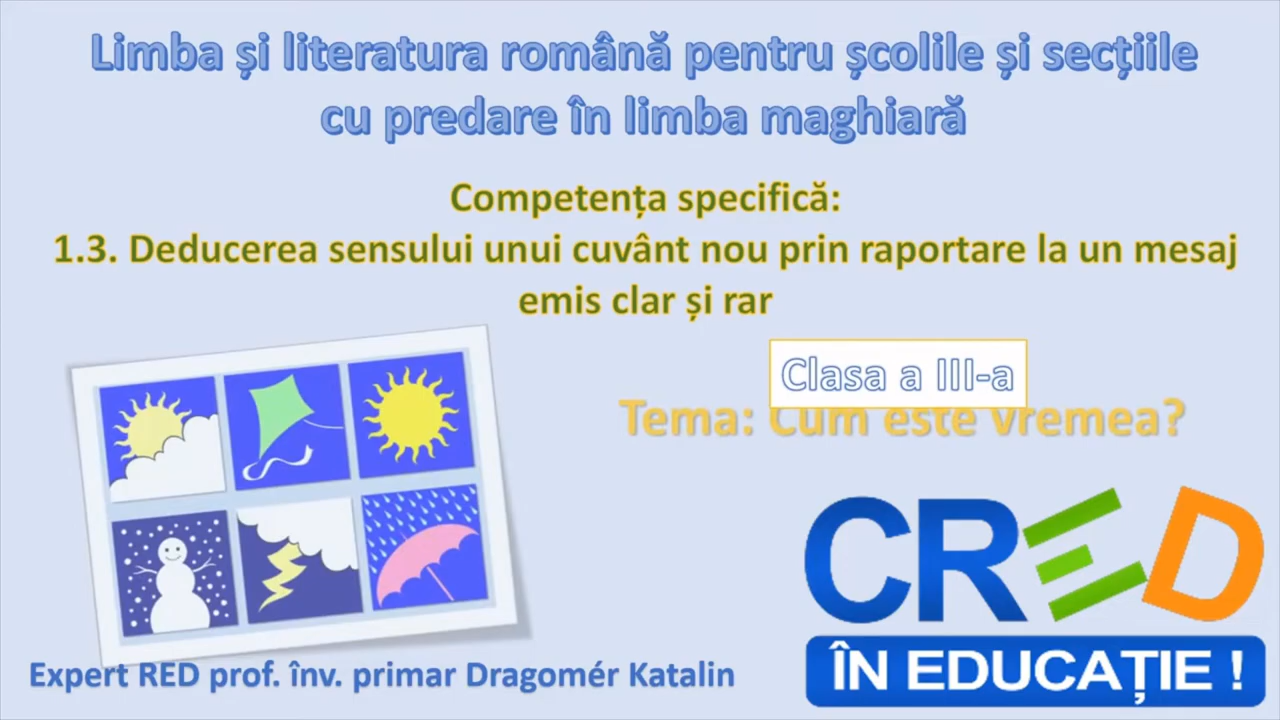 Limba și literatura română pentru școlile și secțiile
cu predare în limba maghiară
Competența specifică:
1.3. Deducerea sensului unui cuvânt nou prin raportare la un mesaj
emis clar și rar
Clasa a III-a
Tema: Cum este vremea?
CRED
ÎN EDUCAȚIE !
Expert RED prof. înv. primar Dragomér Katalin